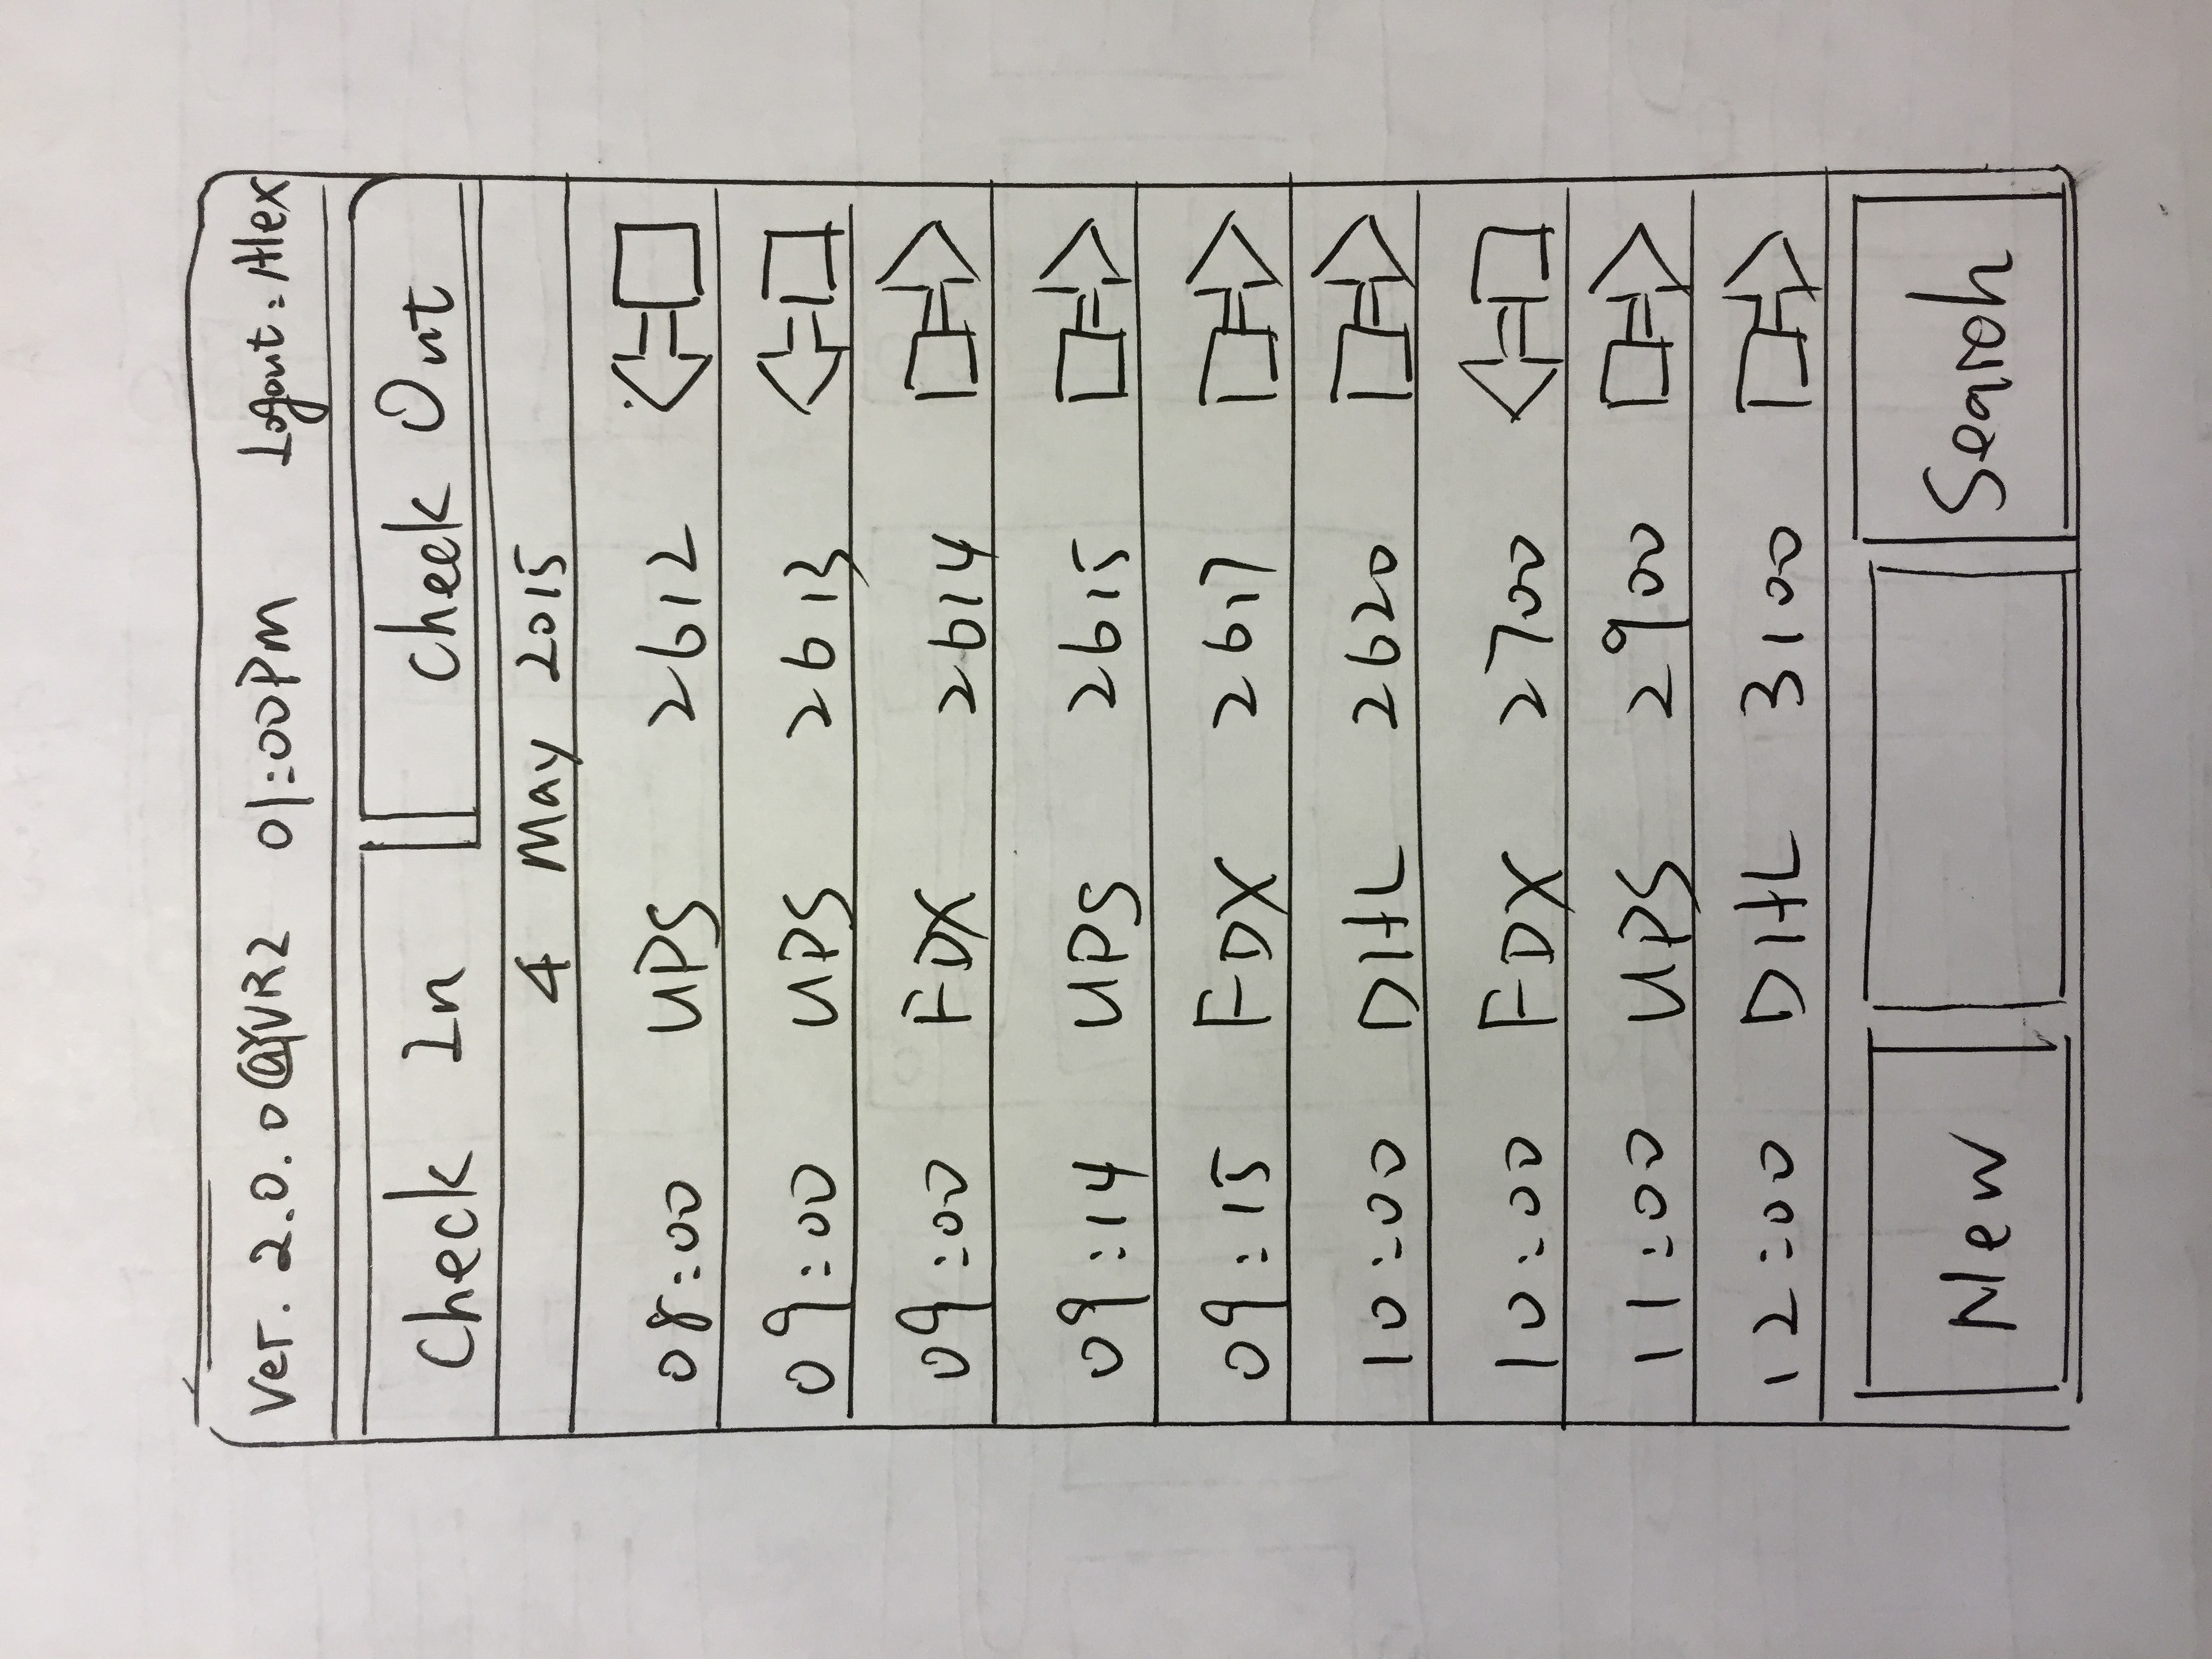 Ver. 2.0.0@YVR2 01:00PM Logout: Alex
Check In Check Out
4 May 2015
08:00 UPS 2612
09:00 UPS 2613
09:00 FDX 2614
09:14 UPS 2615
09:15 FDX 2617
10:00 DHL 2620
10:00 FDX 2700
11:00 UPS 2900
12:00 DHL 3100
New Search